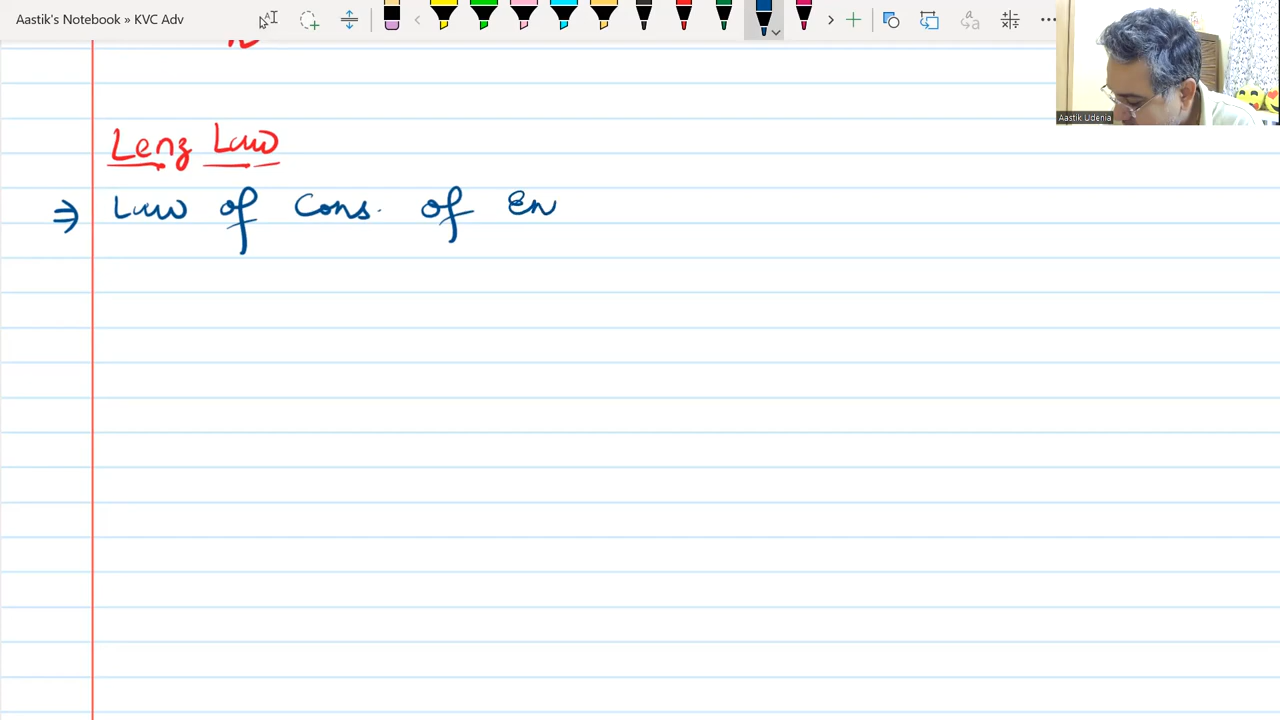 Aastik's Notebook » KVC Adv
Aastik Udenia
Lenz Law
⇒ Law of Cons. of En